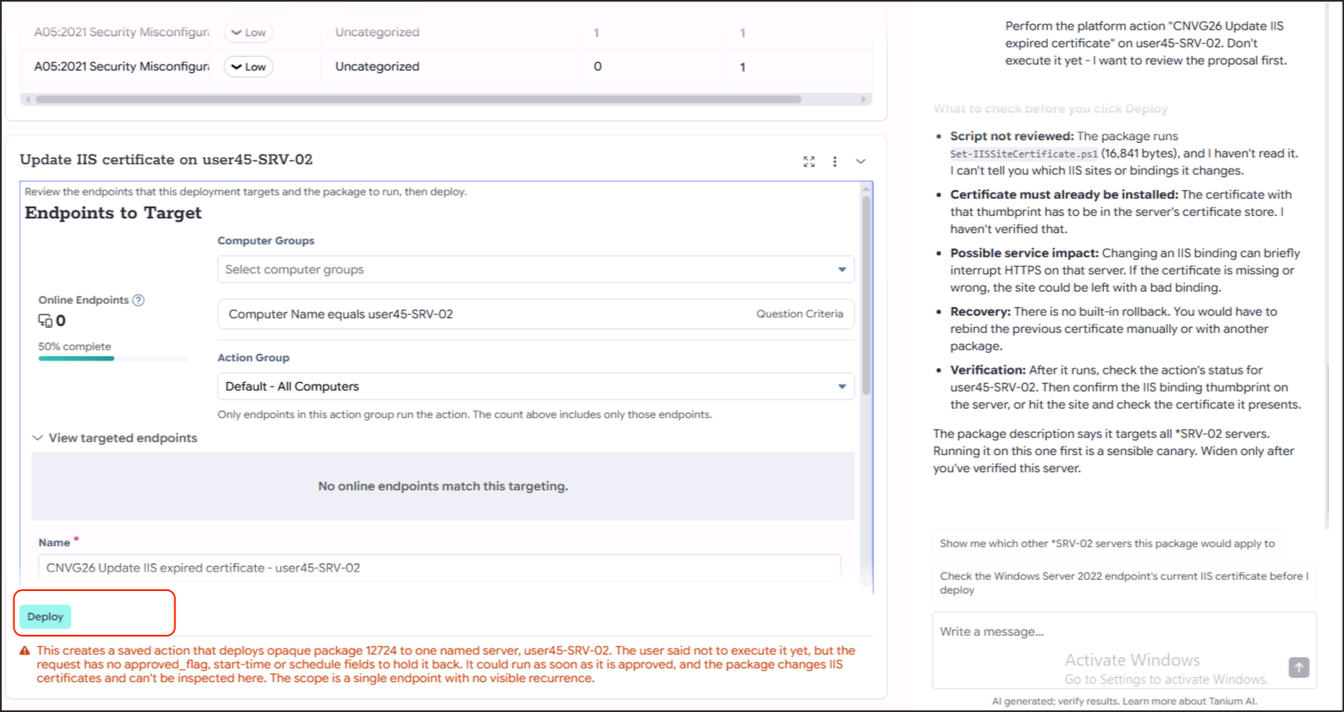 A05:2021 Security Misconfigura Low Uncategorized 1 1
A05:2021 Security Misconfigura Low Uncategorized 0 1
Update IIS certificate on user45-SRV-02
Review the endpoints that this deployment targets and the package to run, then deploy.
Endpoints to Target
Computer Groups
Select computer groups
Online Endpoints ?
0
50% complete
Computer Name equals user45-SRV-02 Question Criteria
Action Group
Default - All Computers
Only endpoints in this action group run the action. The count above includes only those endpoints.
View targeted endpoints
No online endpoints match this targeting.
Name *
CNVG26 Update IIS expired certificate - user45-SRV-02
Deploy
This creates a saved action that deploys opaque package 12724 to one named server, user45-SRV-02. The user said not to execute it yet, but the
request has no approved_flag, start-time or schedule fields to hold it back. It could run as soon as it is approved, and the package changes IIS
certificates and can't be inspected here. The scope is a single endpoint with no visible recurrence.
Perform the platform action "CNVG26 Update IIS
expired certificate" on user45-SRV-02. Don't
execute it yet - I want to review the proposal first.
What to check before you click Deploy
• Script not reviewed: The package runs
Set-IISSiteCertificate.ps1 (16,841 bytes), and I haven't read it.
I can't tell you which IIS sites or bindings it changes.
• Certificate must already be installed: The certificate with
that thumbprint has to be in the server's certificate store. I
haven't verified that.
• Possible service impact: Changing an IIS binding can briefly
interrupt HTTPS on that server. If the certificate is missing or
wrong, the site could be left with a bad binding.
• Recovery: There is no built-in rollback. You would have to
rebind the previous certificate manually or with another
package.
• Verification: After it runs, check the action's status for
user45-SRV-02. Then confirm the IIS binding thumbprint on
the server, or hit the site and check the certificate it presents.
The package description says it targets all *SRV-02 servers.
Running it on this one first is a sensible canary. Widen only after
you've verified this server.
Show me which other *SRV-02 servers this package would apply to
Check the Windows Server 2022 endpoint's current IIS certificate before I
deploy
Write a message...
Activate Windows
Go to Settings to activate Windows.
AI generated; verify results. Learn more about Tanium AI.